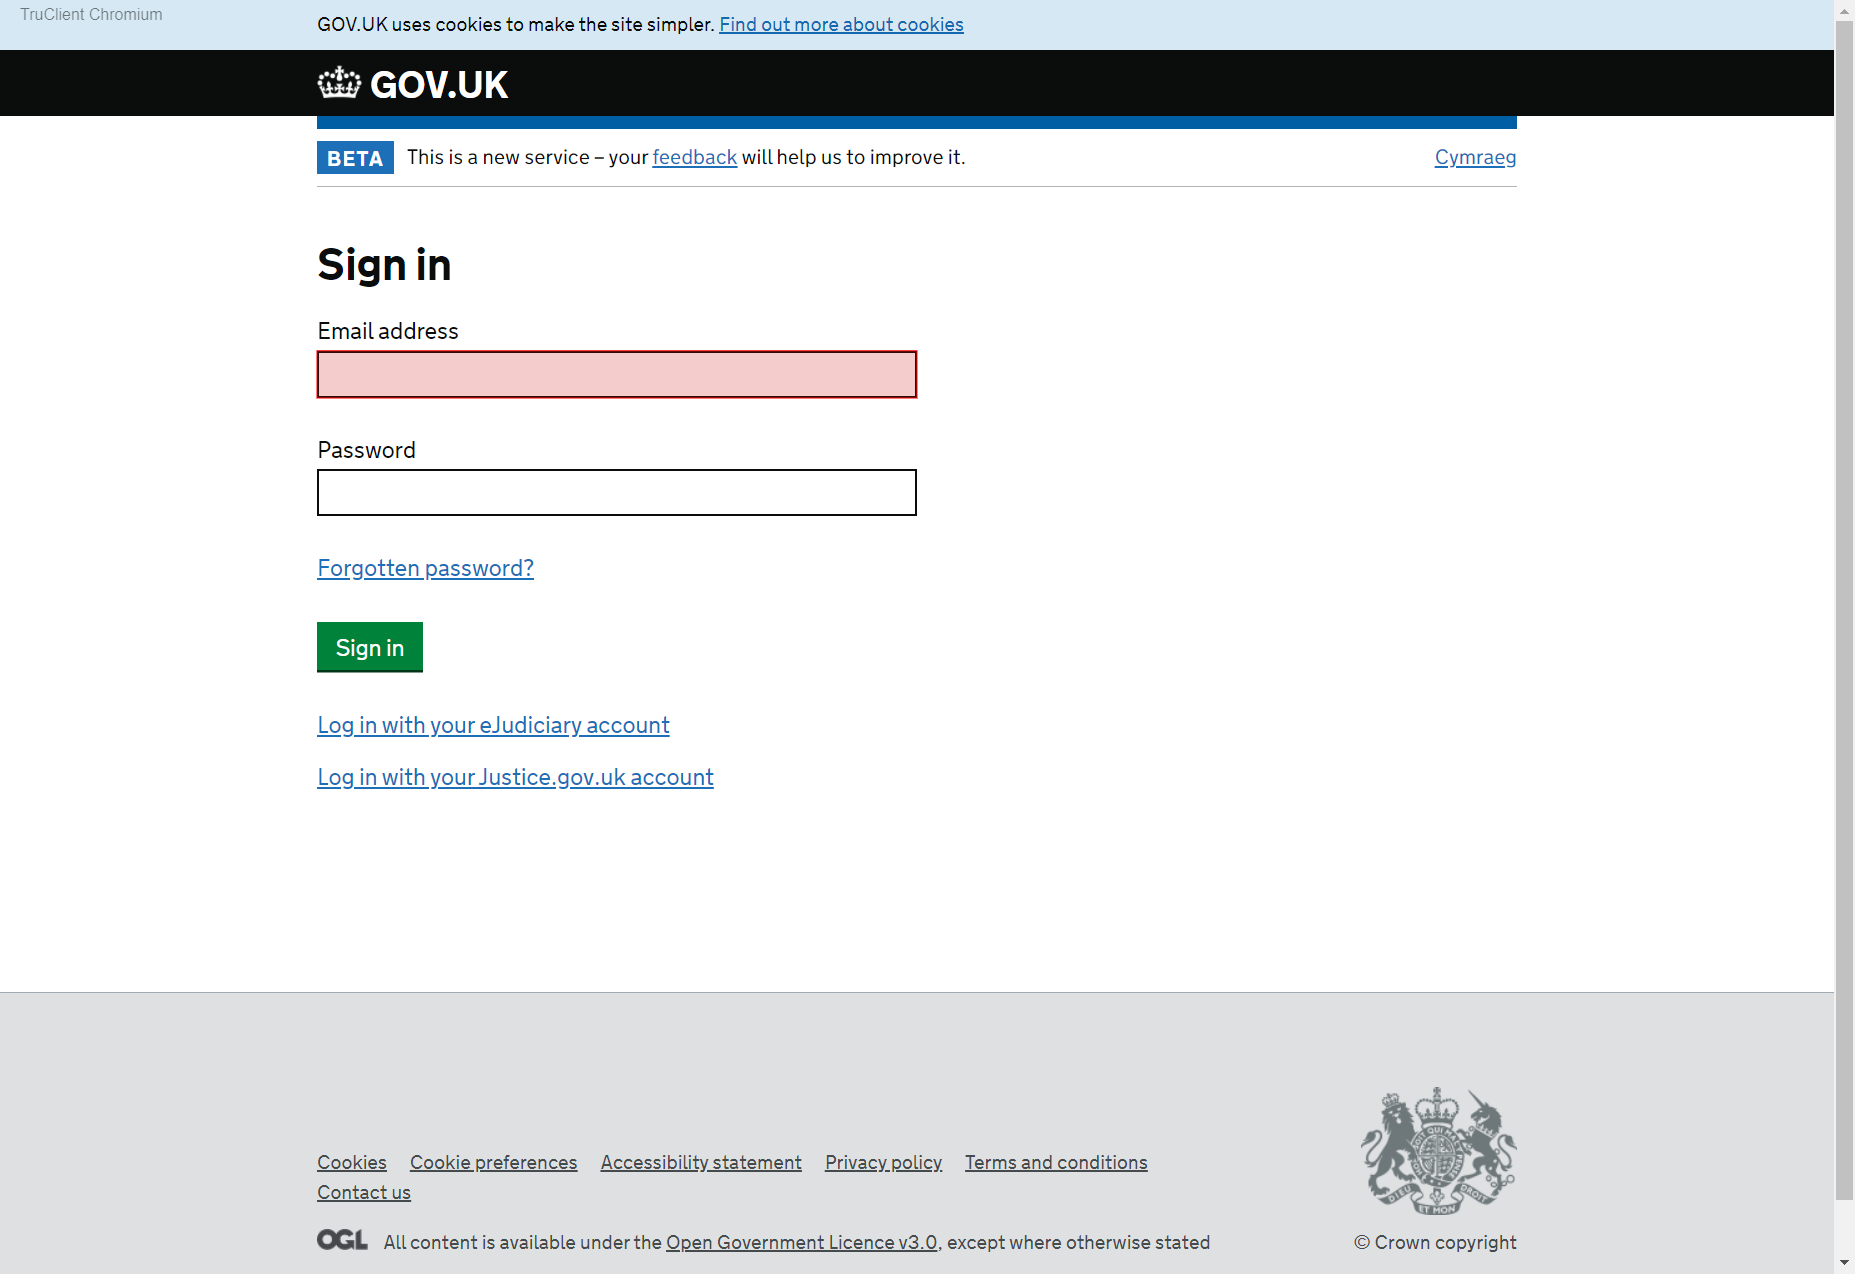 TruClient Chromium
GOV.UK uses cookies to make the site simpler. Find out more about cookies
GOV.UK
BETA This is a new service – your feedback will help us to improve it. Cymraeg
Sign in
Email address
Password
Forgotten password?
Sign in
Log in with your eJudiciary account
Log in with your Justice.gov.uk account
Cookies Cookie preferences Accessibility statement Privacy policy Terms and conditions
Contact us
DIEU ET MON DROIT
OGL All content is available under the Open Government Licence v3.0, except where otherwise stated
© Crown copyright